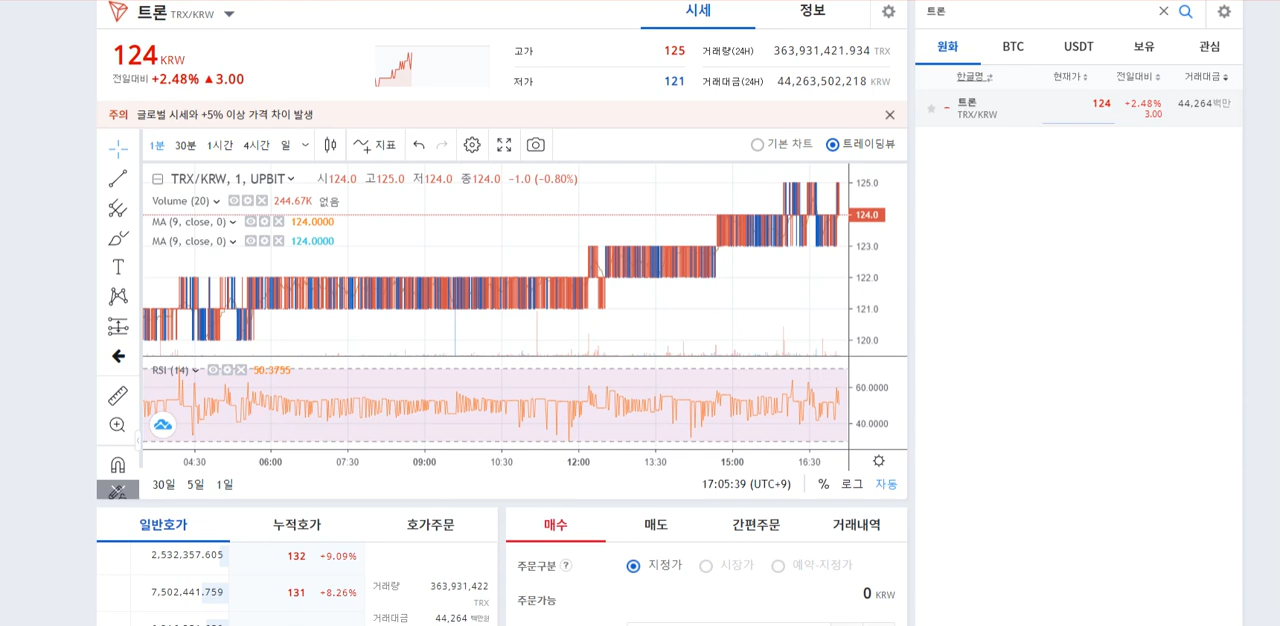 트론 TRX/KRW
시세
정보
124 KRW
전일대비 +2.48% ▲3.00
고가 125 거래량(24H) 363,931,421.934 TRX
저가 121 거래대금(24H) 44,263,502,218 KRW
주의 글로벌 시세와 +5% 이상 가격 차이 발생
1분 30분 1시간 4시간 일 지표
기본 차트 트레이딩뷰
TRX/KRW, 1, UPBIT 시124.0 고125.0 저124.0 종124.0 −1.0 (−0.80%)
Volume (20) 244.67K 없음
MA (9, close, 0) 124.0000
MA (9, close, 0) 124.0000
125.0
124.0
123.0
122.0
121.0
120.0
RSI (14) 50.3755
60.0000
40.0000
04:30 06:00 07:30 09:00 10:30 12:00 13:30 15:00 16:30
30일 5일 1일
17:05:39 (UTC+9) % 로그 자동
일반호가 누적호가 호가주문
2,532,357.605 132 +9.09%
7,502,441.759 131 +8.26%
거래량 363,931,422
TRX
거래대금 44,264 백만원
매수 매도 간편주문 거래내역
주문구분 ? 지정가 시장가 예약-지정가
주문가능 0 KRW
트론
원화 BTC USDT 보유 관심
한글명 현재가 전일대비 거래대금
트론 124 +2.48% 44,264백만
TRX/KRW 3.00